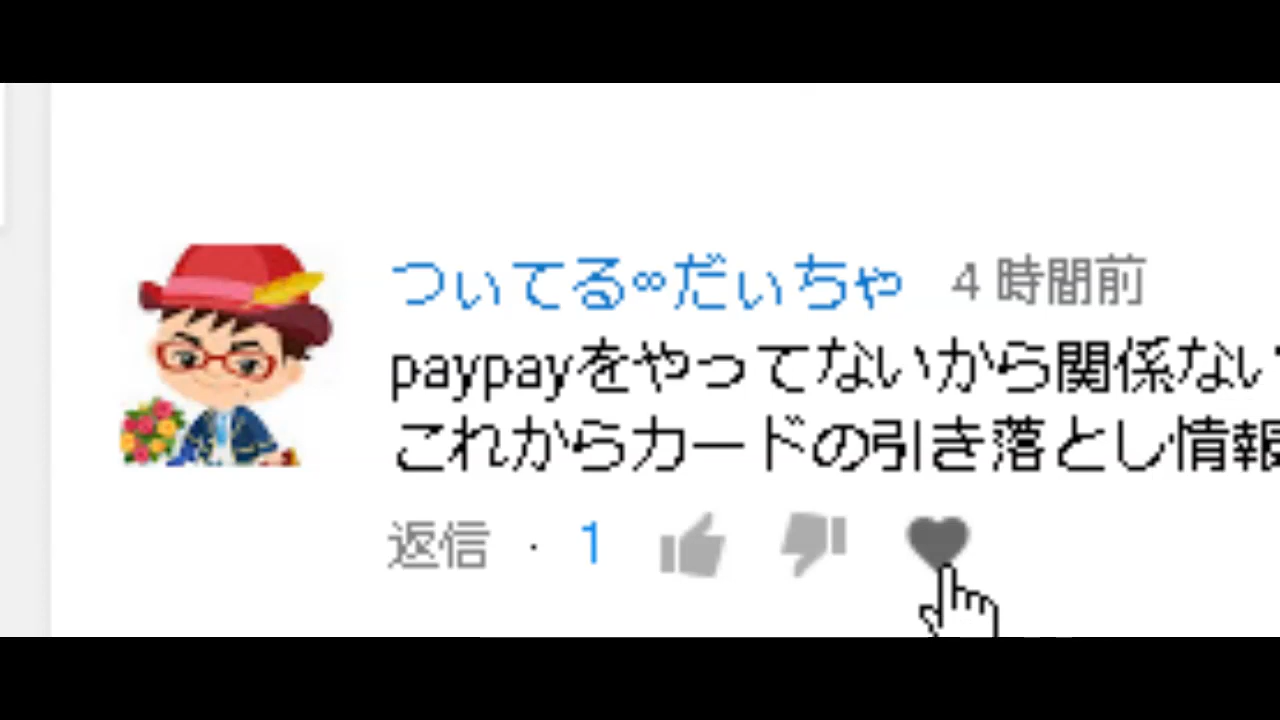 つぃてる∞だぃちゃ 4 時間前
paypayをやってないから関係ない
これからカードの引き落とし情報
返信 · 1